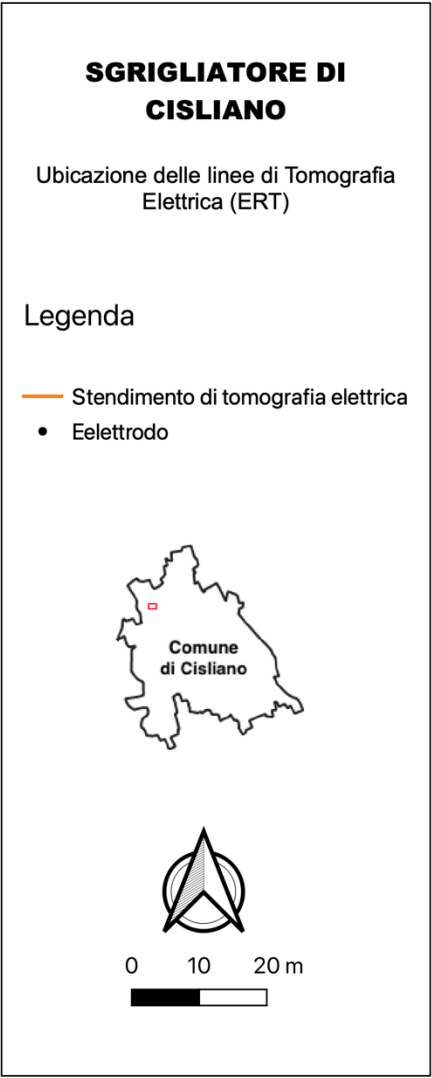 SGRIGLIATORE DI
CISLIANO
Ubicazione delle linee di Tomografia
Elettrica (ERT)
Legenda
Stendimento di tomografia elettrica
Eelettrodo
Comune
di Cisliano
0 10 20 m